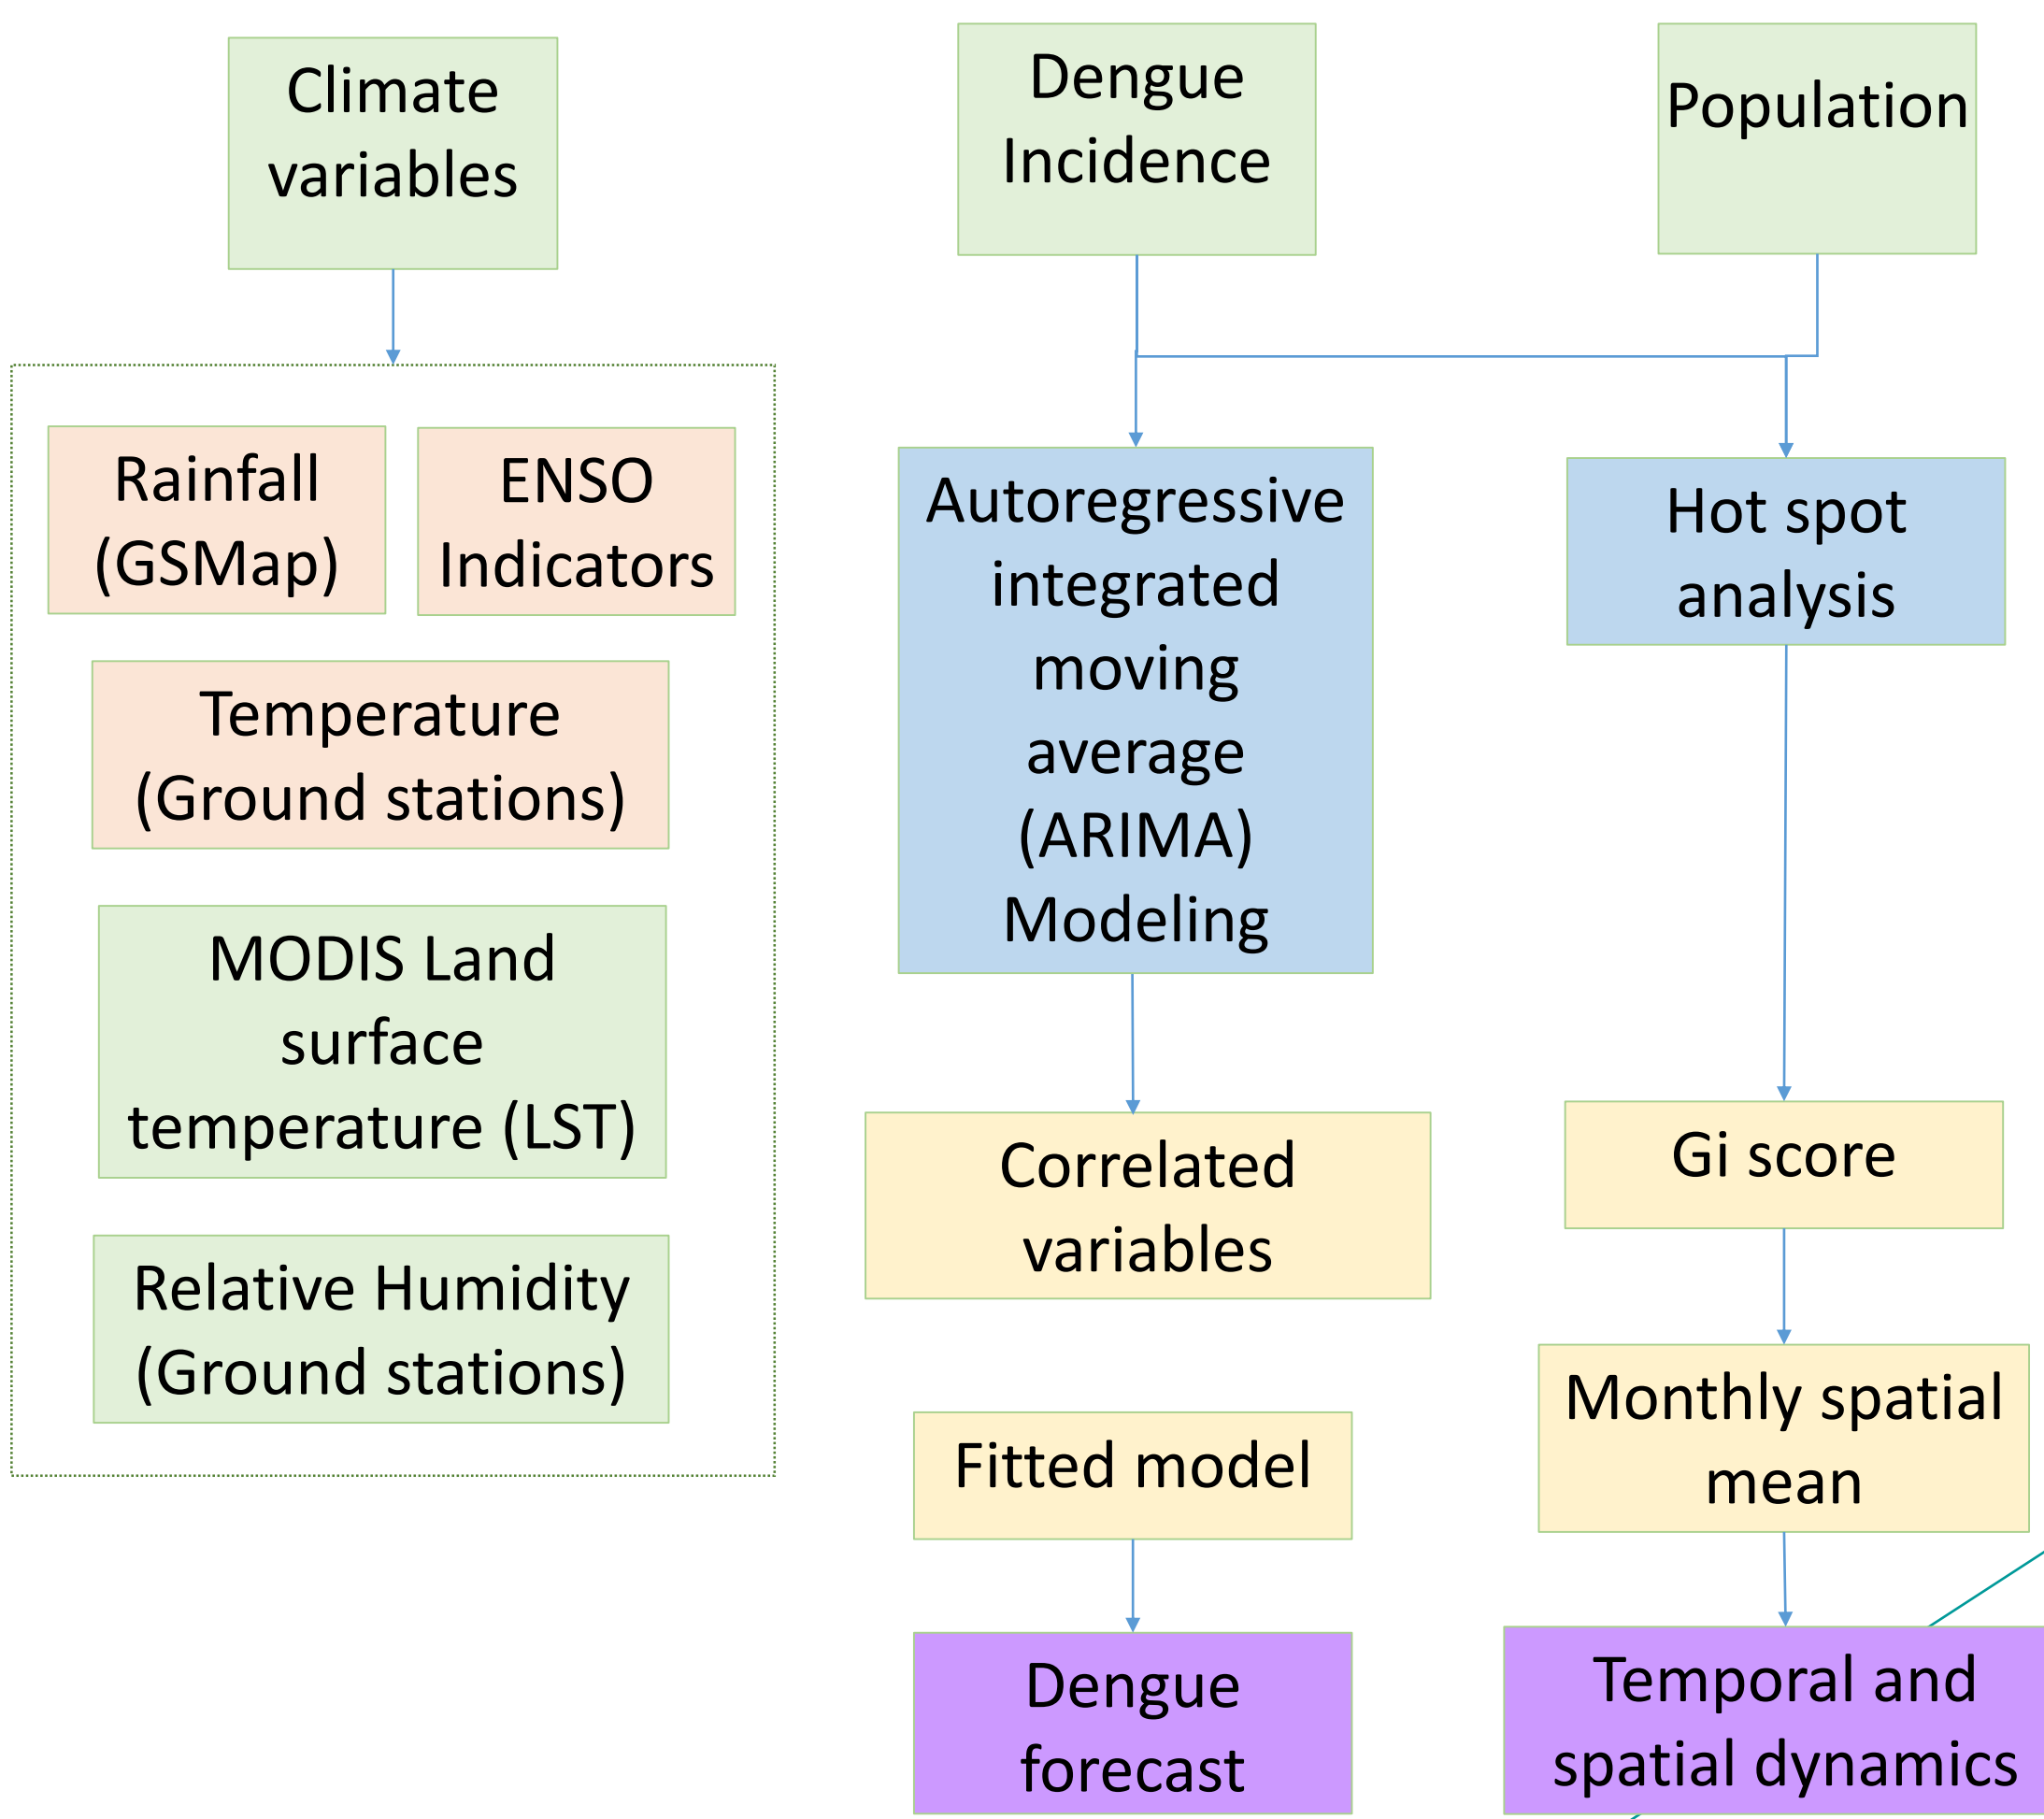 Climate
variables
Dengue
Incidence
Population
Rainfall
(GSMap)
ENSO
Indicators
Temperature
(Ground stations)
MODIS Land
surface
temperature (LST)
Relative Humidity
(Ground stations)
Autoregressive
integrated
moving
average
(ARIMA)
Modeling
Correlated
variables
Fitted model
Dengue
forecast
Hot spot
analysis
Gi score
Monthly spatial
mean
Temporal and
spatial dynamics